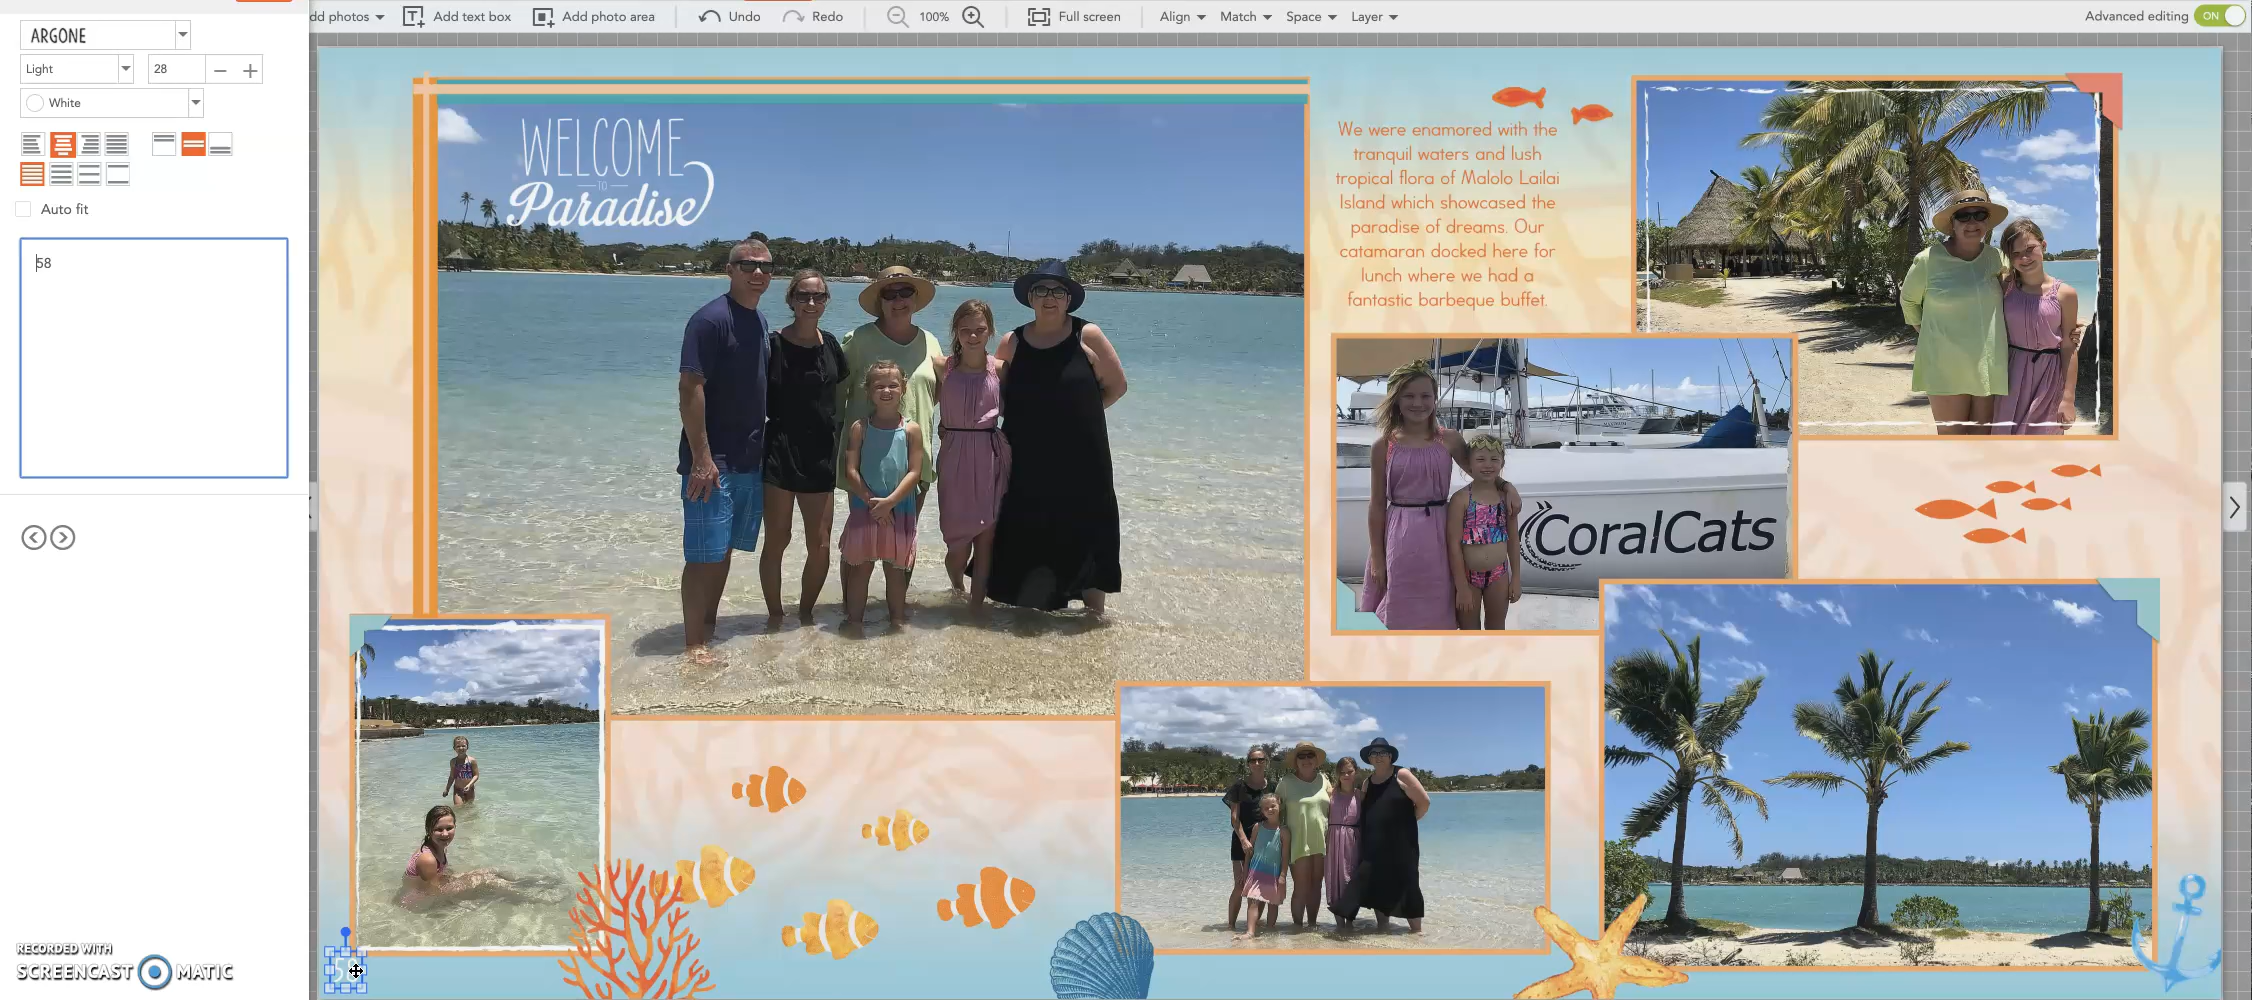 dd photos
Add text box
Add photo area
Undo
Redo
100%
Full screen
Align
Match
Space
Layer
Advanced editing
ON
ARGONE
Light
28
White
Auto fit
58
WELCOME
TO
Paradise
We were enamored with the
tranquil waters and lush
tropical flora of Malolo Lailai
Island which showcased the
paradise of dreams. Our
catamaran docked here for
lunch where we had a
fantastic barbeque buffet.
CoralCats
58
RECORDED WITH
SCREENCAST MATIC